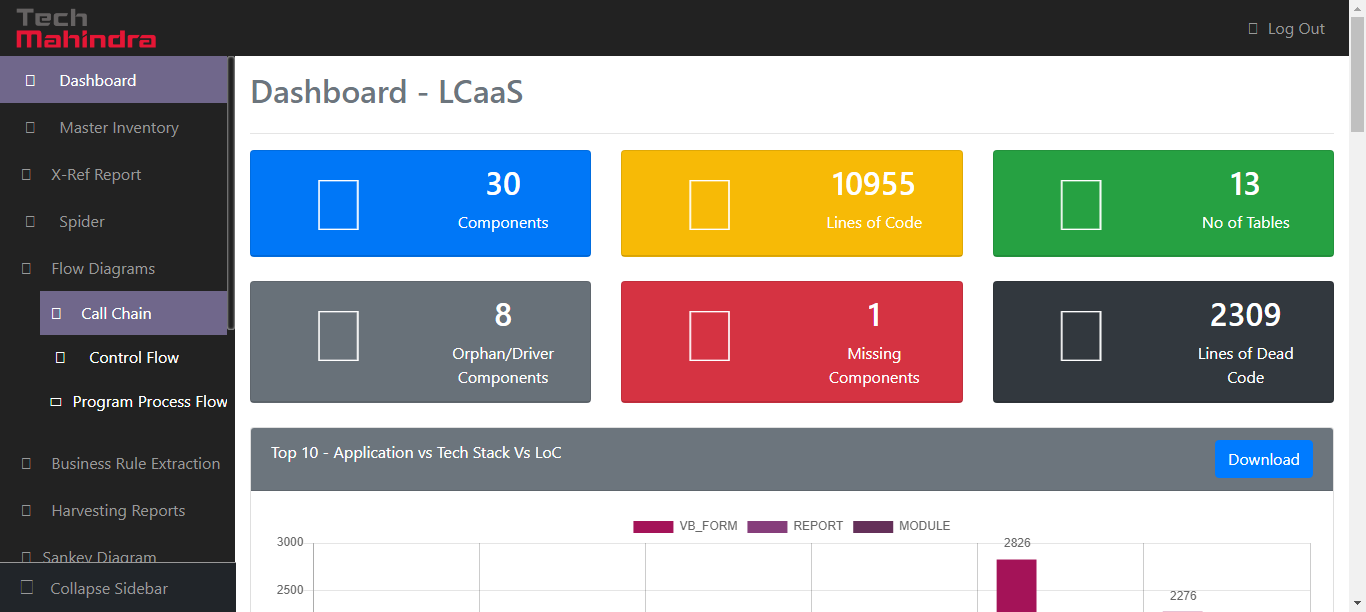 Tech
Mahindra
Log Out
Dashboard
Master Inventory
X-Ref Report
Spider
Flow Diagrams
Call Chain
Control Flow
Program Process Flow
Business Rule Extraction
Harvesting Reports
Sankey Diagram
Collapse Sidebar
Dashboard - LCaaS
30
Components
10955
Lines of Code
13
No of Tables
8
Orphan/Driver
Components
1
Missing
Components
2309
Lines of Dead
Code
Top 10 - Application vs Tech Stack Vs LoC
Download
VB_FORM REPORT MODULE
3000
2826
2500
2276